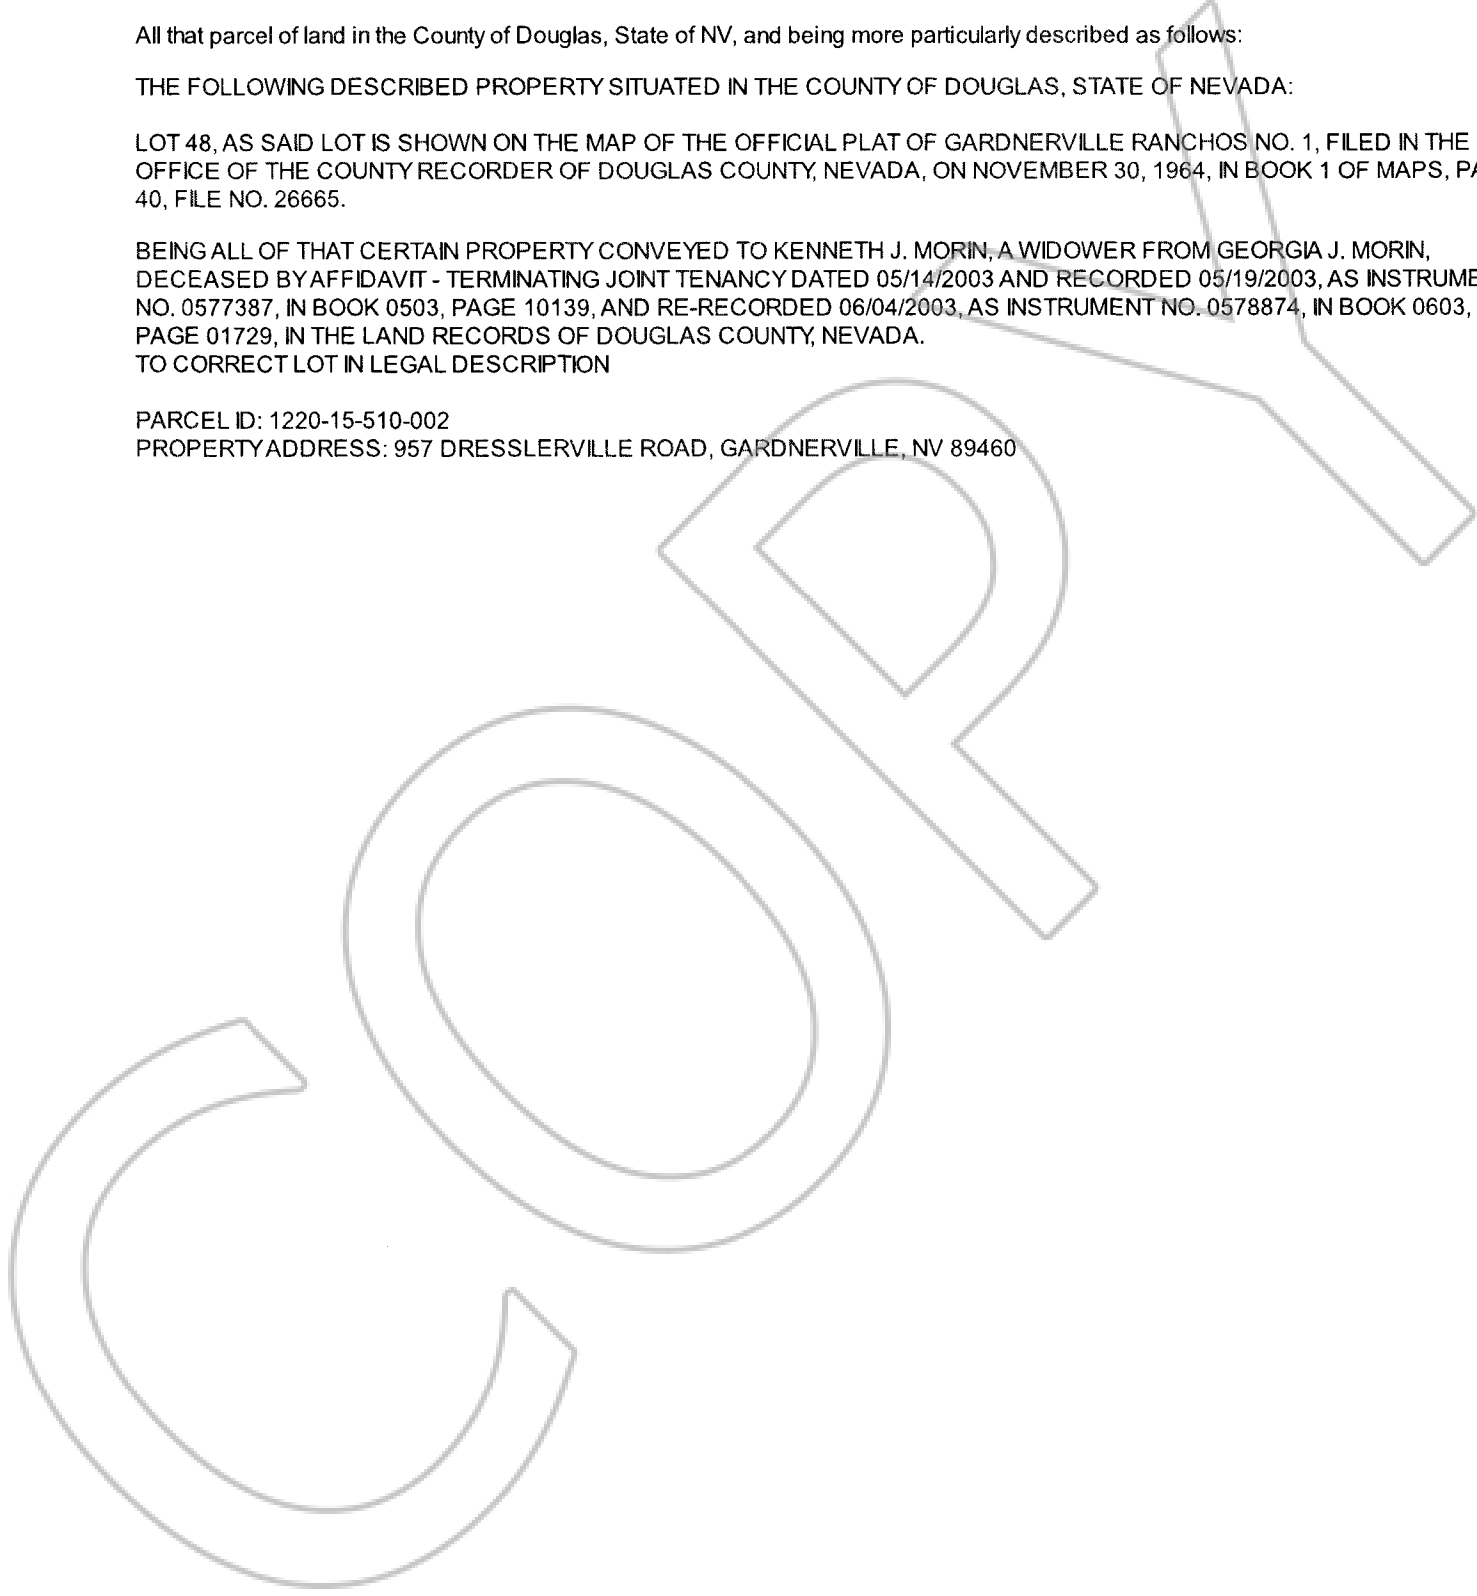 All that parcel of land in the County of Douglas, State of NV, and being more particularly described as follows:
THE FOLLOWING DESCRIBED PROPERTY SITUATED IN THE COUNTY OF DOUGLAS, STATE OF NEVADA:
LOT 48, AS SAID LOT IS SHOWN ON THE MAP OF THE OFFICIAL PLAT OF GARDNERVILLE RANCHOS NO. 1, FILED IN THE
OFFICE OF THE COUNTY RECORDER OF DOUGLAS COUNTY, NEVADA, ON NOVEMBER 30, 1964, IN BOOK 1 OF MAPS,
40, FILE NO. 26665.
BEING ALL OF THAT CERTAIN PROPERTY CONVEYED TO KENNETH J. MORIN, A WIDOWER FROM GEORGIA J. MORIN,
DECEASED BY AFFIDAVIT - TERMINATING JOINT TENANCY DATED 05/14/2003 AND RECORDED 05/19/2003, AS INSTRUME
NO. 0577387, IN BOOK 0503, PAGE 10139, AND RE-RECORDED 06/04/2003, AS INSTRUMENT NO. 0578874, IN BOOK 0603,
PAGE 01729, IN THE LAND RECORDS OF DOUGLAS COUNTY, NEVADA.
TO CORRECT LOT IN LEGAL DESCRIPTION
PARCEL ID: 1220-15-510-002
PROPERTY ADDRESS: 957 DRESSLERVILLE ROAD, GARDNERVILLE, NV 89460
COPY